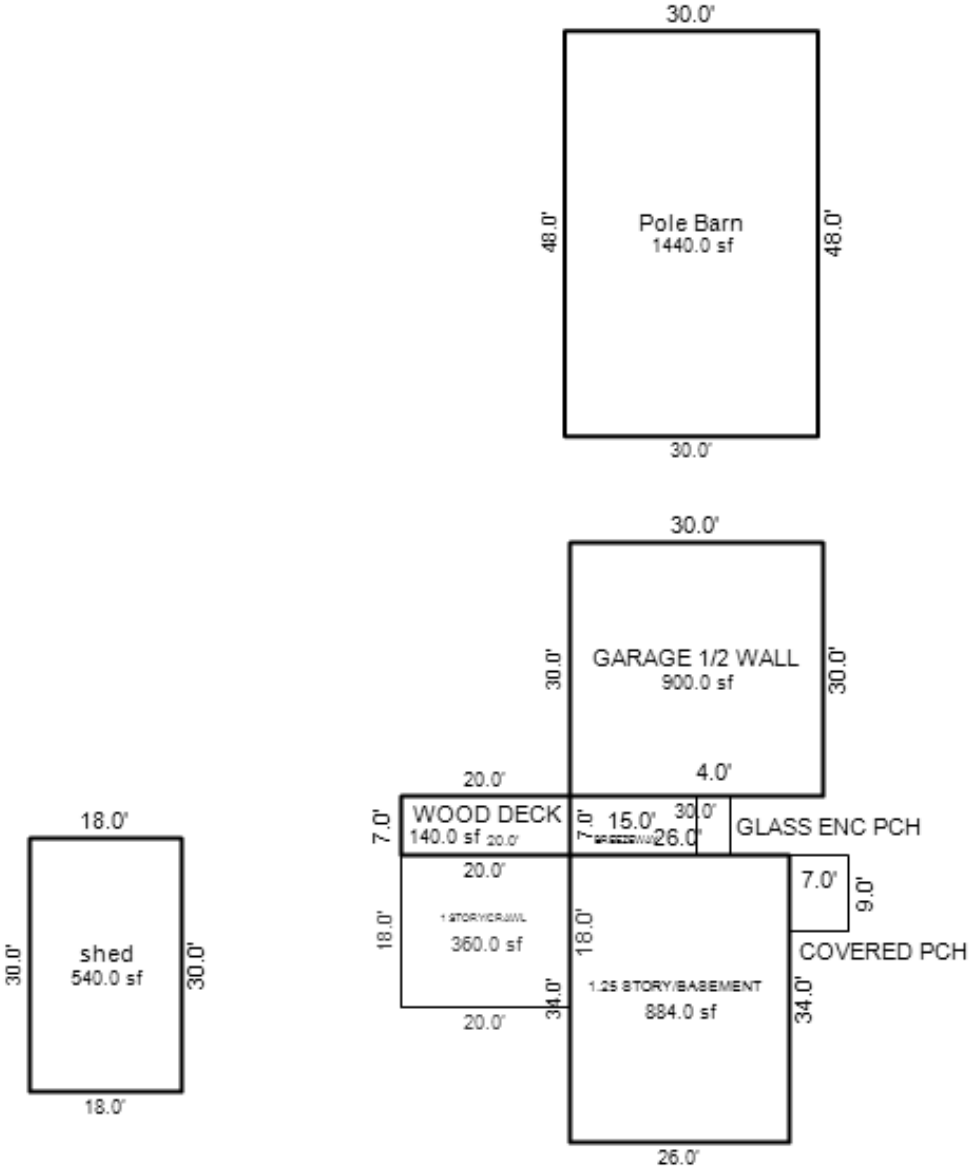 30.0'
48.0'
Pole Barn
1440.0 sf
48.0'
30.0'
30.0'
30.0'
GARAGE 1/2 WALL
900.0 sf
30.0'
4.0'
20.0'
7.0'
WOOD DECK
140.0 sf 20.0'
7.0'
15.0'
30.0'
BREEZEWAY
26.0'
GLASS ENC PCH
20.0'
18.0'
1 STORY/CRAWL
360.0 sf
18.0'
20.0'
7.0'
9.0'
COVERED PCH
34.0'
1.25 STORY/BASEMENT
884.0 sf
34.0'
26.0'
18.0'
30.0'
shed
540.0 sf
30.0'
18.0'